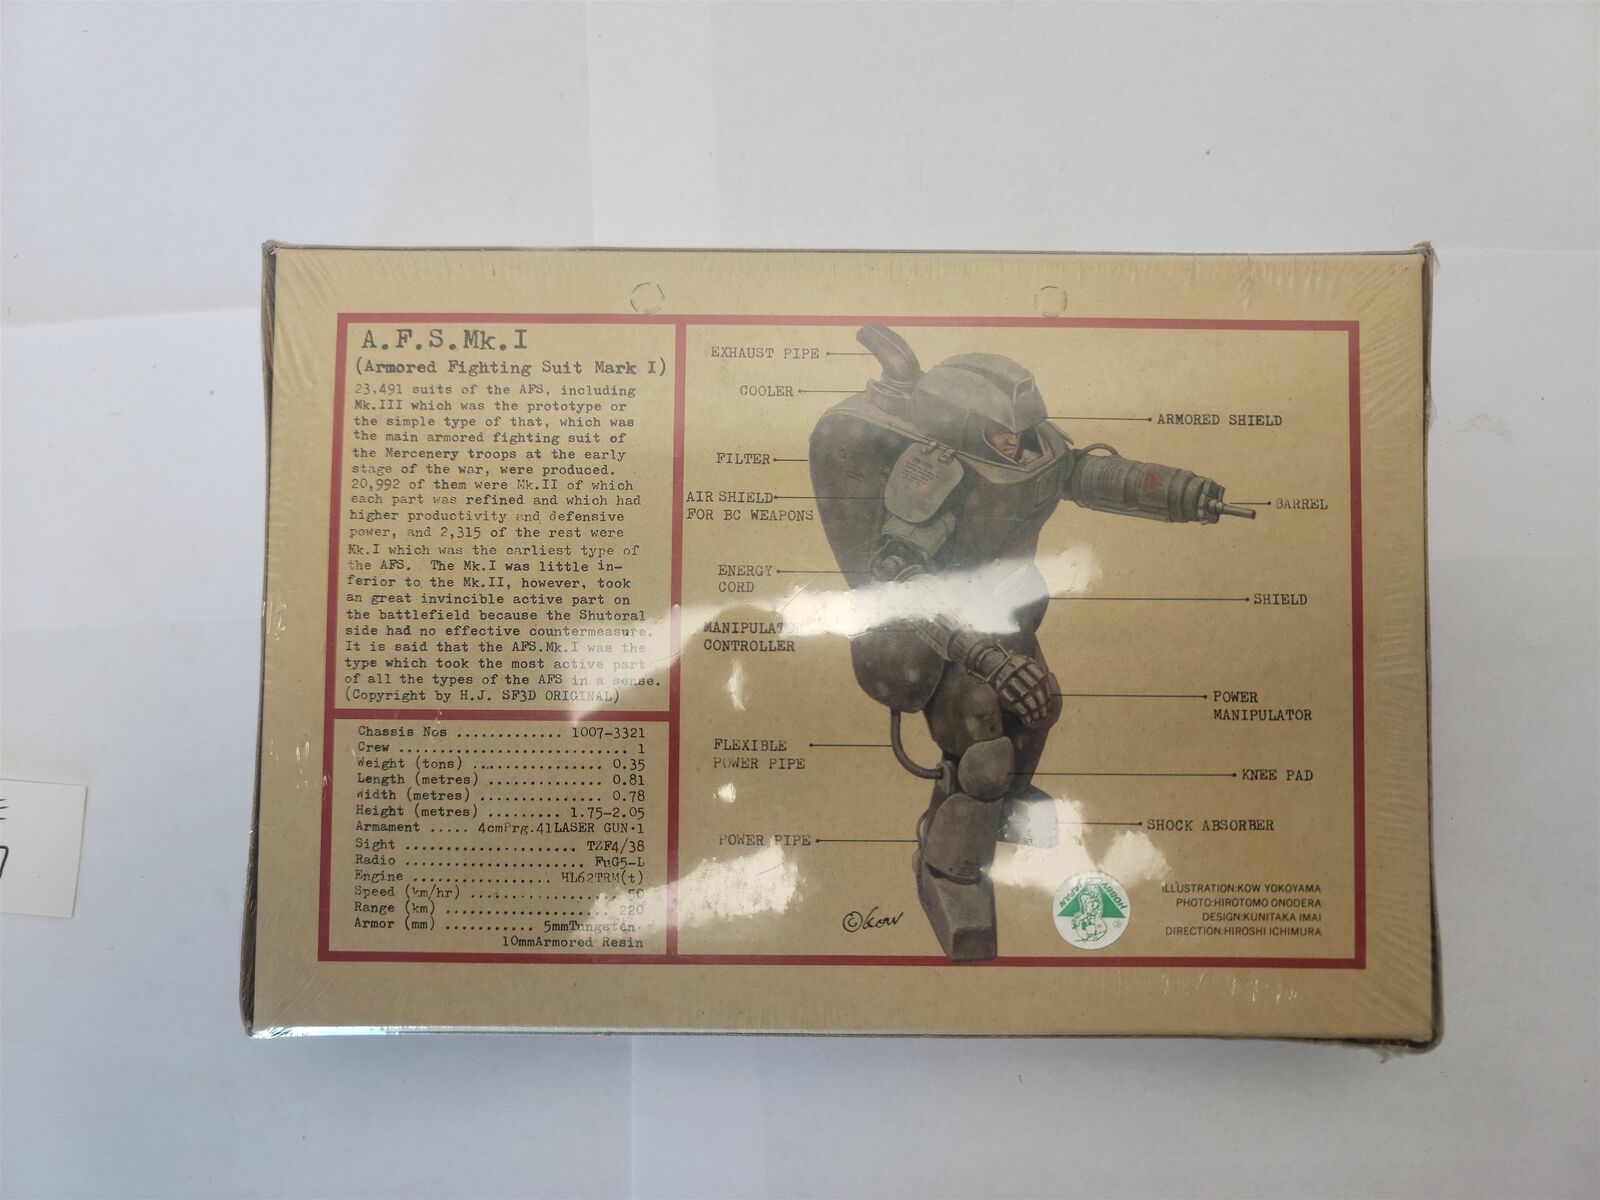 A.F.S.Mk.I
(Armored Fighting Suit Mark I)
23,491 suits of the AFS, including
Mk.III which was the prototype or
the simple type of that, which was
the main armored fighting suit of
the Mercenery troops at the early
stage of the war, were produced.
20,992 of them were Mk.II of which
each part was refined and which had
higher productivity and defensive
power, and 2,315 of the rest were
Mk.I which was the earliest type of
the AFS. The Mk.I was little in-
ferior to the Mk.II, however, took
an great invincible active part on
the battlefield because the Shutoral
side had no effective countermeasure.
It is said that the AFS.Mk.I was the
type which took the most active part
of all the types of the AFS in a sense.
(Copyright by H.J. SF3D ORIGINAL)
Chassis Nos ............. 1007-3321
Crew ............................ 1
Weight (tons) ................ 0.35
Length (metres) .............. 0.81
Width (metres) ............... 0.78
Height (metres) ......... 1.75-2.05
Armament ..... 4cmPrg.41LASER GUN·1
Sight ..................... TZF4/38
Radio ...................... FuG5-L
Engine ................. HL62TRM(t)
Speed (km/hr) .................. 50
Range (km) .................... 220
Armor (mm) ........... 5mmTungsten·
10mmArmored Resin
EXHAUST PIPE
COOLER
FILTER
AIR SHIELD
FOR BC WEAPONS
ENERGY
CORD
MANIPULATOR
CONTROLLER
FLEXIBLE
POWER PIPE
POWER PIPE
ARMORED SHIELD
BARREL
SHIELD
POWER
MANIPULATOR
KNEE PAD
SHOCK ABSORBER
©KOW
HOBBY JAPAN
ILLUSTRATION:KOW YOKOYAMA
PHOTO:HIROTOMO ONODERA
DESIGN:KUNITAKA IMAI
DIRECTION:HIROSHI ICHIMURA